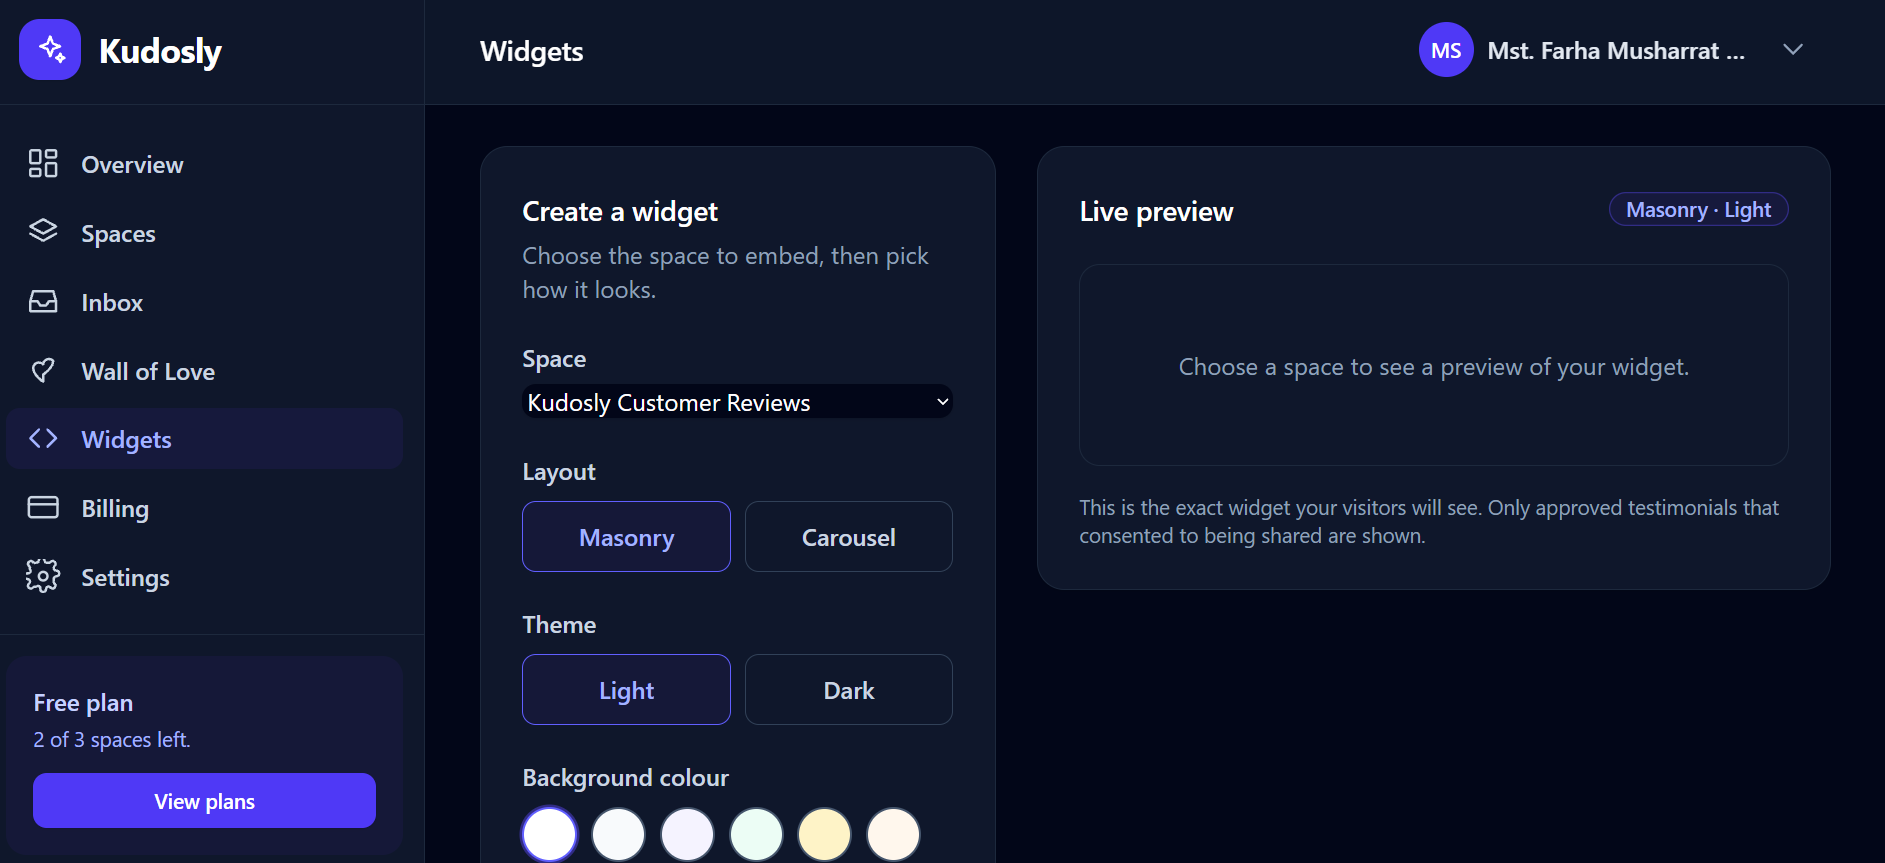 Kudosly
Widgets
MS
Mst. Farha Musharrat ...
Overview
Spaces
Inbox
Wall of Love
Widgets
Billing
Settings
Free plan
2 of 3 spaces left.
View plans
Create a widget
Choose the space to embed, then pick
how it looks.
Space
Kudosly Customer Reviews
Layout
Masonry
Carousel
Theme
Light
Dark
Background colour
Live preview
Masonry · Light
Choose a space to see a preview of your widget.
This is the exact widget your visitors will see. Only approved testimonials that
consented to being shared are shown.